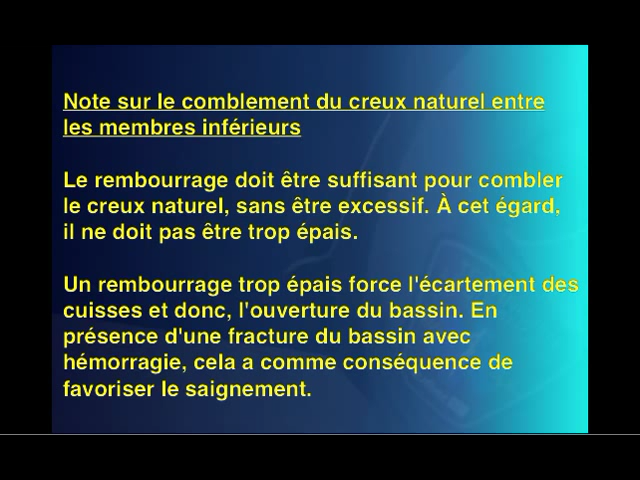 Note sur le comblement du creux naturel entre
les membres inférieurs
Le rembourrage doit être suffisant pour combler
le creux naturel, sans être excessif. À cet égard,
il ne doit pas être trop épais.
Un rembourrage trop épais force l'écartement des
cuisses et donc, l'ouverture du bassin. En
présence d'une fracture du bassin avec
hémorragie, cela a comme conséquence de
favoriser le saignement.